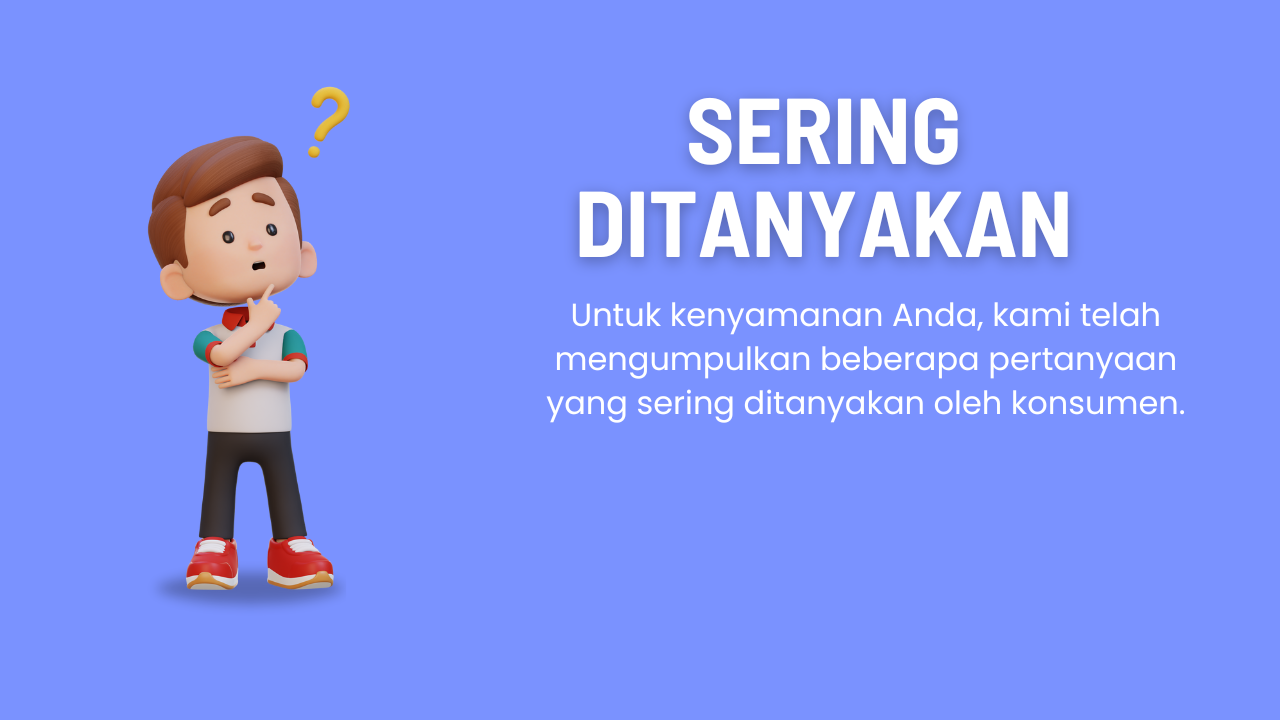 SERING
DITANYAKAN
Untuk kenyamanan Anda, kami telah
mengumpulkan beberapa pertanyaan
yang sering ditanyakan oleh konsumen.